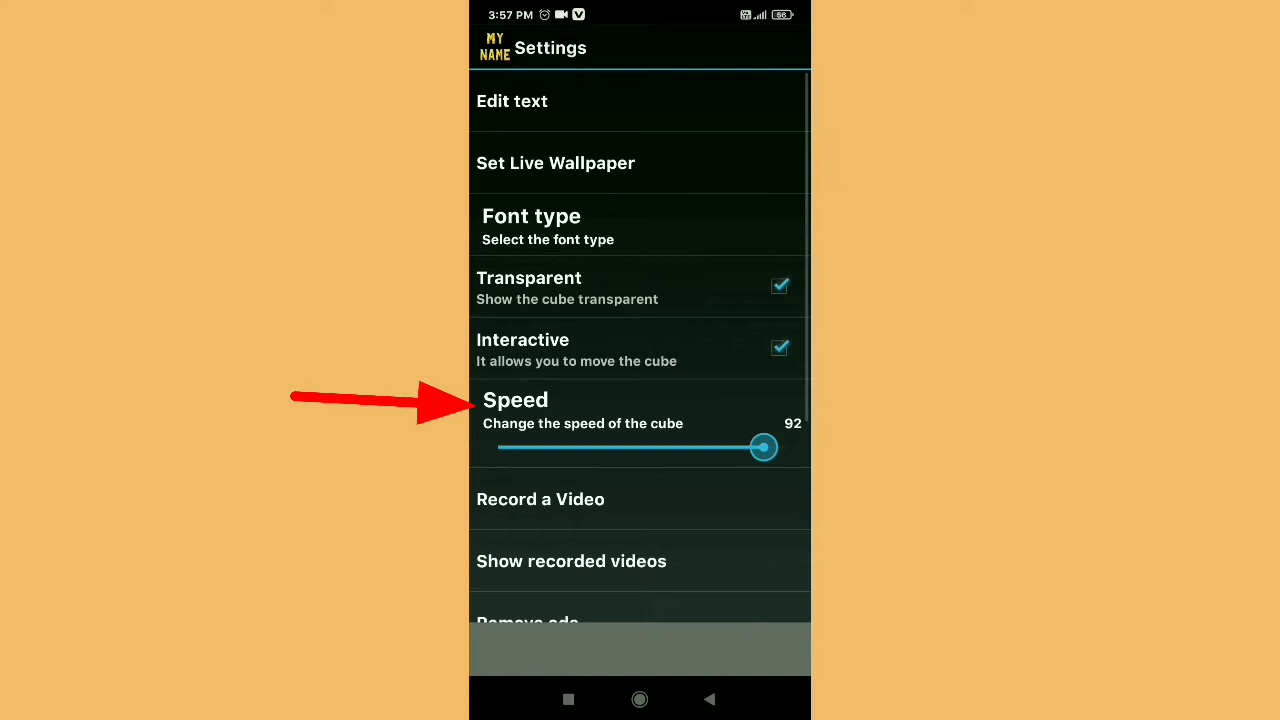 3:57 PM
56
MY
NAME
Settings
Edit text
Set Live Wallpaper
Font type
Select the font type
Transparent
Show the cube transparent
Interactive
It allows you to move the cube
Speed
Change the speed of the cube 92
Record a Video
Show recorded videos
Remove ads